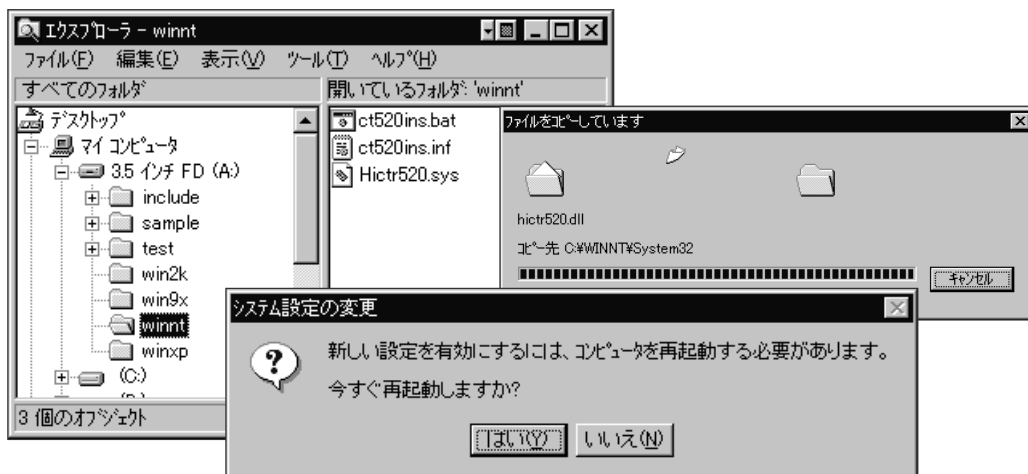 ｴｸｽﾌﾟﾛｰﾗ - winnt
ﾌｧｲﾙ(F) 編集(E) 表示(V) ﾂｰﾙ(T) ﾍﾙﾌﾟ(H)
すべてのﾌｫﾙﾀﾞ
ﾃﾞｽｸﾄｯﾌﾟ
ﾏｲ ｺﾝﾋﾟｭｰﾀ
3.5 ｲﾝﾁ FD (A:)
include
sample
test
win2k
win9x
winnt
winxp
(C:)
3 個のｵﾌﾞｼﾞｪｸﾄ
開いているﾌｫﾙﾀﾞ: 'winnt'
ct520ins.bat
ct520ins.inf
Hictr520.sys
ﾌｧｲﾙをｺﾋﾟｰしています
hictr520.dll
ｺﾋﾟｰ先 C:¥WINNT¥System32
ｷｬﾝｾﾙ
ｼｽﾃﾑ設定の変更
新しい設定を有効にするには、ｺﾝﾋﾟｭｰﾀを再起動する必要があります。
今すぐ再起動しますか?
はい(Y) いいえ(N)